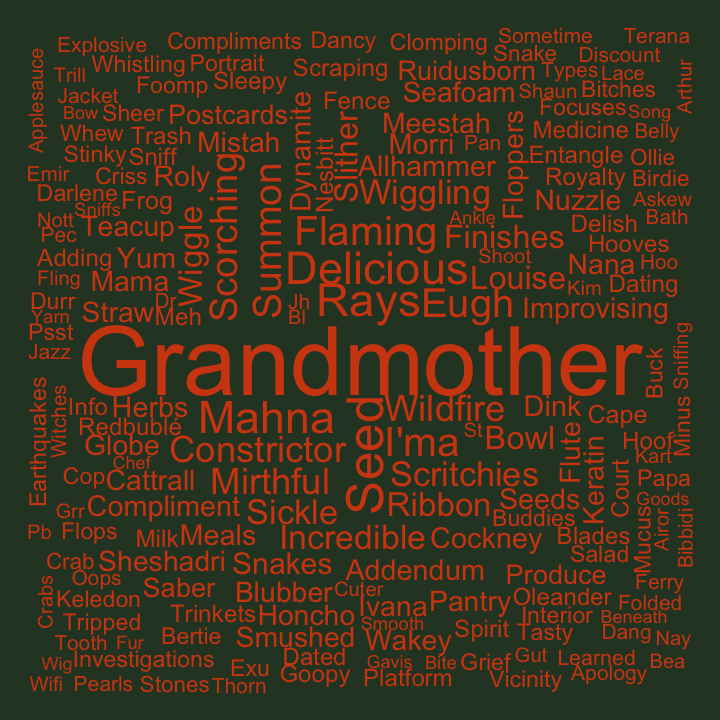 Explosive
Compliments
Dancy
Clomping
Sometime
Terana
Applesauce
Whistling
Portrait
Snake
Discount
Trill
Foomp
Sleepy
Scraping
Ruidusborn
Types
Lace
Arthur
Jacket
Seafoam
Shaun
Bitches
Bow
Sheer
Postcards
Dynamite
Fence
Focuses
Song
Whew
Trash
Mistah
Nesbitt
Slither
Meestah
Floppers
Medicine
Belly
Stinky
Sniff
Morri
Pan
Entangle
Ollie
Emir
Criss
Roly
Scorching
Summon
Allhammer
Royalty
Birdie
Darlene
Frog
Wiggling
Nuzzle
Askew
Sniffs
Nott
Teacup
Wiggle
Flaming
Ankle
Finishes
Delish
Bath
Pec
Hooves
Adding
Yum
Delicious
Shoot
Louise
Nana
Hoo
Fling
Mama
Kim
Dating
Durr
Dr
Jh
Rays
Eugh
Improvising
Yarn
Straw
Meh
Bl
Psst
Jazz
Grandmother
Buck
Minus
Sniffing
Earthquakes
Witches
Info
Herbs
Mahna
Seed
Wildfire
Dink
Cape
Redbubble
Globe
Constrictor
I'ma
St
Bowl
Flute
Keratin
Hoof
Chef
Kart
Cop
Cattrall
Mirthful
Scritchies
Court
Papa
Grr
Compliment
Sickle
Ribbon
Seeds
Goods
Buddies
Pb
Flops
Milk
Meals
Incredible
Cockney
Blades
Mucus
Airor
Bibbidi
Salad
Crab
Sheshadri
Snakes
Addendum
Produce
Oops
Crabs
Keledon
Saber
Blubber
Cuter
Ivana
Pantry
Oleander
Ferry
Folded
Tripped
Trinkets
Honcho
Smooth
Interior
Beneath
Tooth
Fur
Bertie
Smushed
Wakey
Spirit
Tasty
Dang
Nay
Wig
Investigations
Exu
Dated
Gavis
Bite
Grief
Gut
Learned
Bea
Wifi
Pearls
Stones
Thorn
Goopy
Platform
Vicinity
Apology